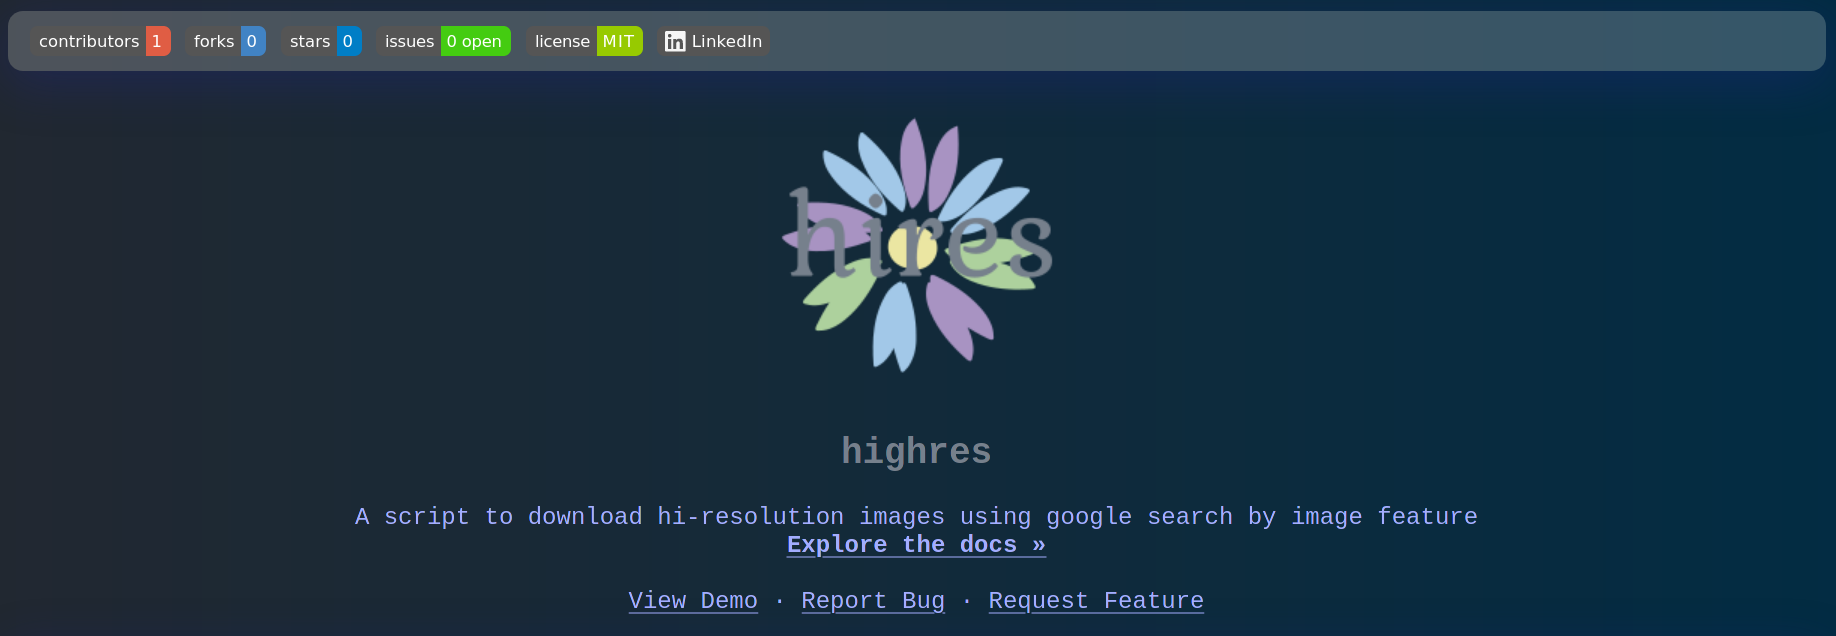 contributors 1 forks 0 stars 0 issues 0 open license MIT LinkedIn
hires
highres
A script to download hi-resolution images using google search by image feature
Explore the docs »
View Demo · Report Bug · Request Feature